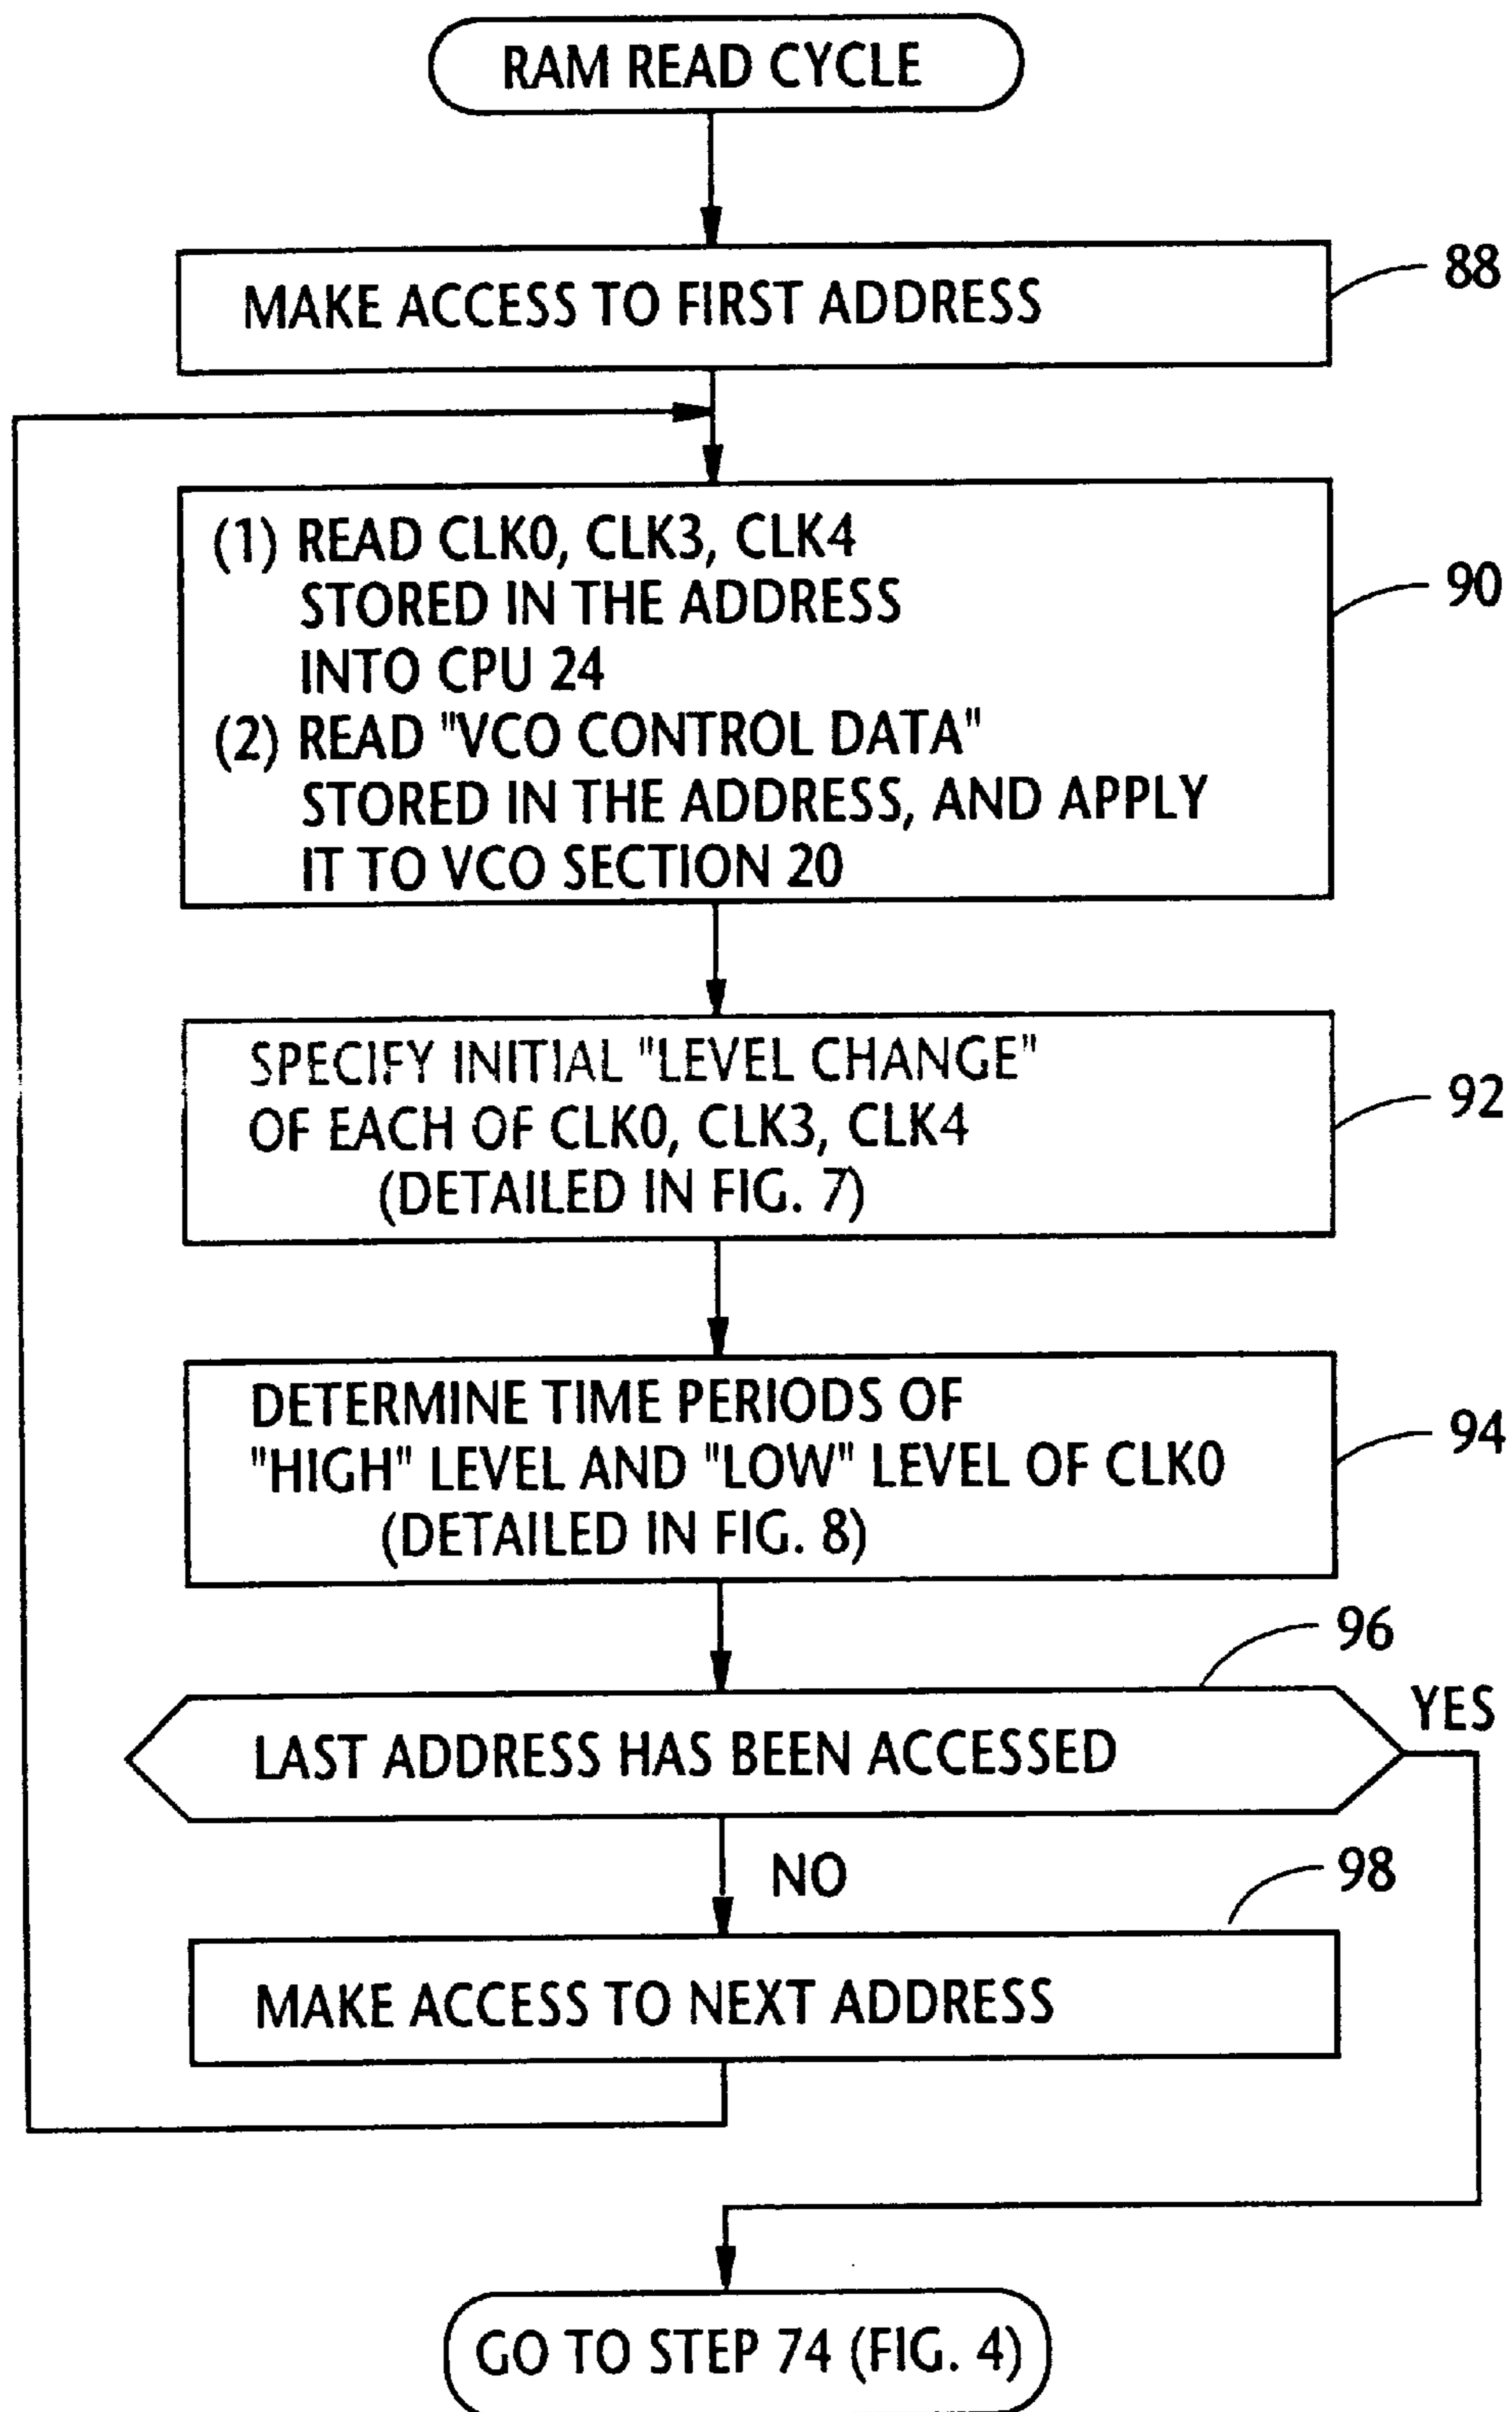 RAM READ CYCLE
MAKE ACCESS TO FIRST ADDRESS
88
(1) READ CLK0, CLK3, CLK4
STORED IN THE ADDRESS
INTO CPU 24
(2) READ "VCO CONTROL DATA"
STORED IN THE ADDRESS, AND APPLY
IT TO VCO SECTION 20
90
SPECIFY INITIAL "LEVEL CHANGE"
OF EACH OF CLK0, CLK3, CLK4
(DETAILED IN FIG. 7)
92
DETERMINE TIME PERIODS OF
"HIGH" LEVEL AND "LOW" LEVEL OF CLK0
(DETAILED IN FIG. 8)
94
96
LAST ADDRESS HAS BEEN ACCESSED
YES
NO
98
MAKE ACCESS TO NEXT ADDRESS
GO TO STEP 74 (FIG. 4)